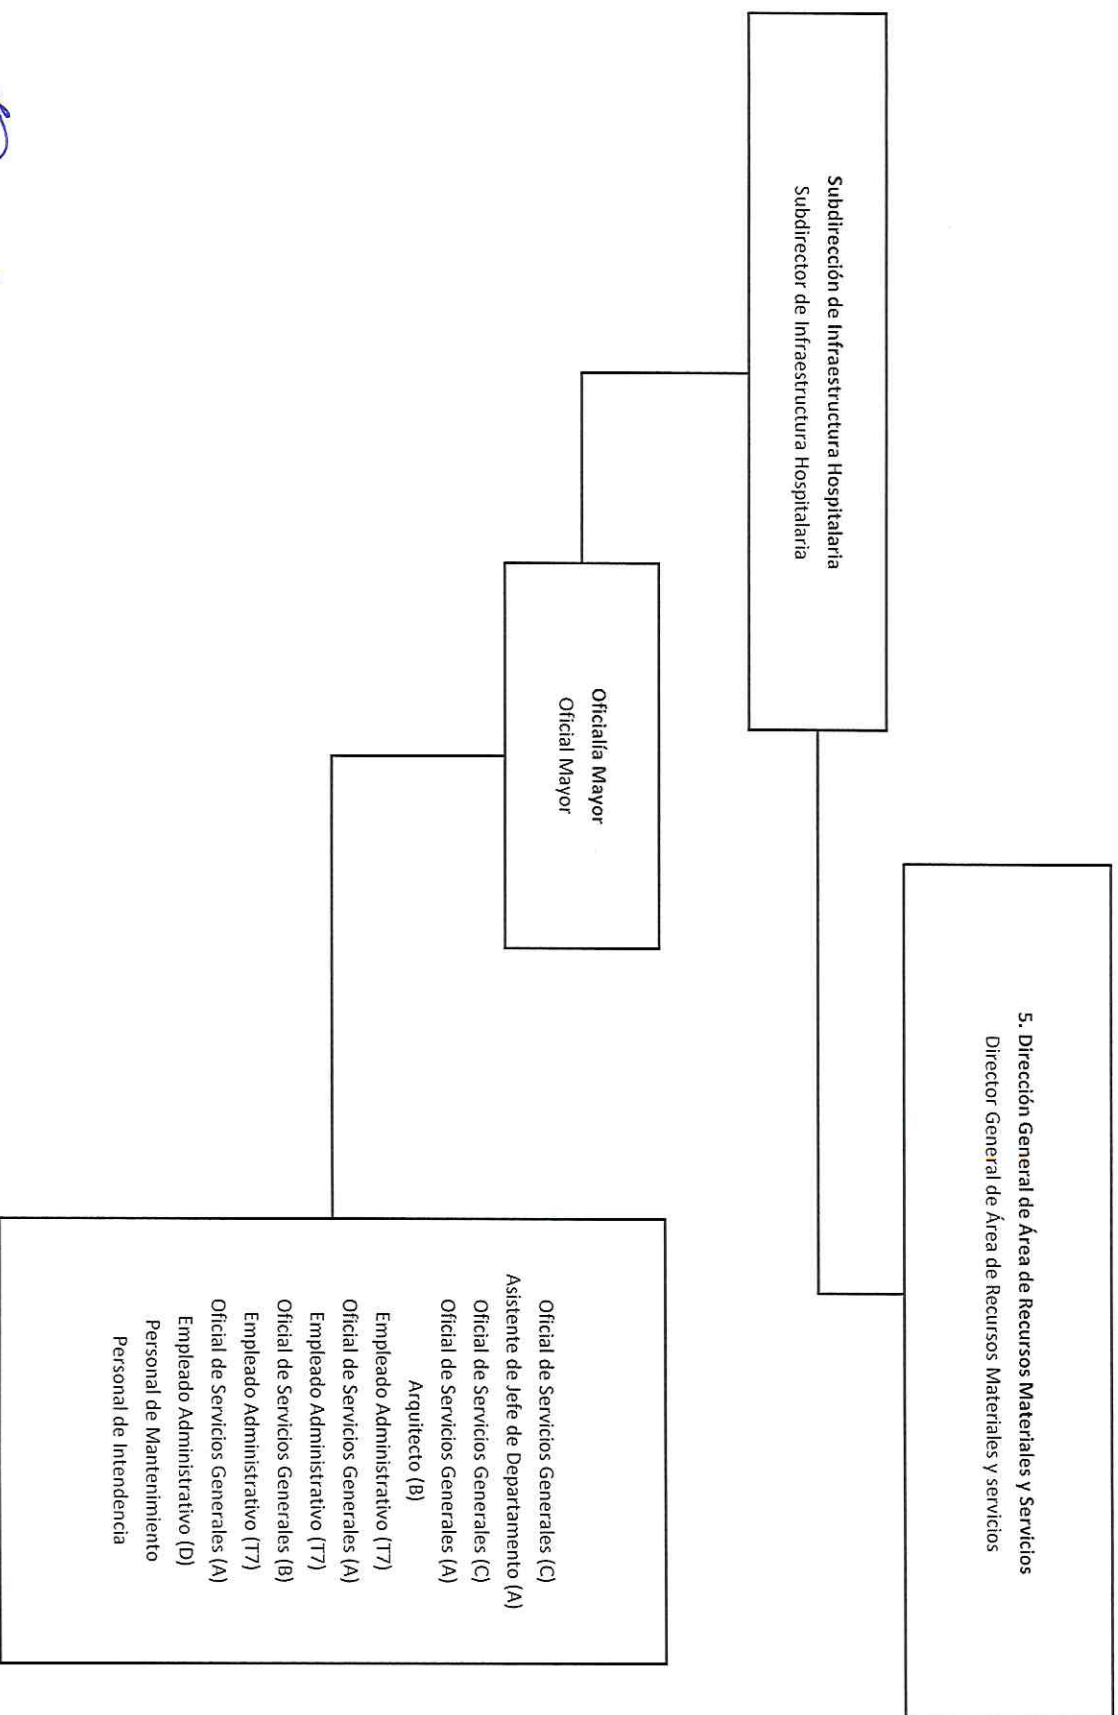 5. Dirección General de Área de Recursos Materiales y Servicios
Director General de Área de Recursos Materiales y servicios
Subdirección de Infraestructura Hospitalaria
Subdirector de Infraestructura Hospitalaria
Oficialía Mayor
Oficial Mayor
Oficial de Servicios Generales (C)
Asistente de Jefe de Departamento (A)
Oficial de Servicios Generales (C)
Oficial de Servicios Generales (A)
Arquitecto (B)
Empleado Administrativo (T7)
Oficial de Servicios Generales (A)
Empleado Administrativo (T7)
Oficial de Servicios Generales (B)
Empleado Administrativo (T7)
Oficial de Servicios Generales (A)
Empleado Administrativo (D)
Personal de Mantenimiento
Personal de Intendencia